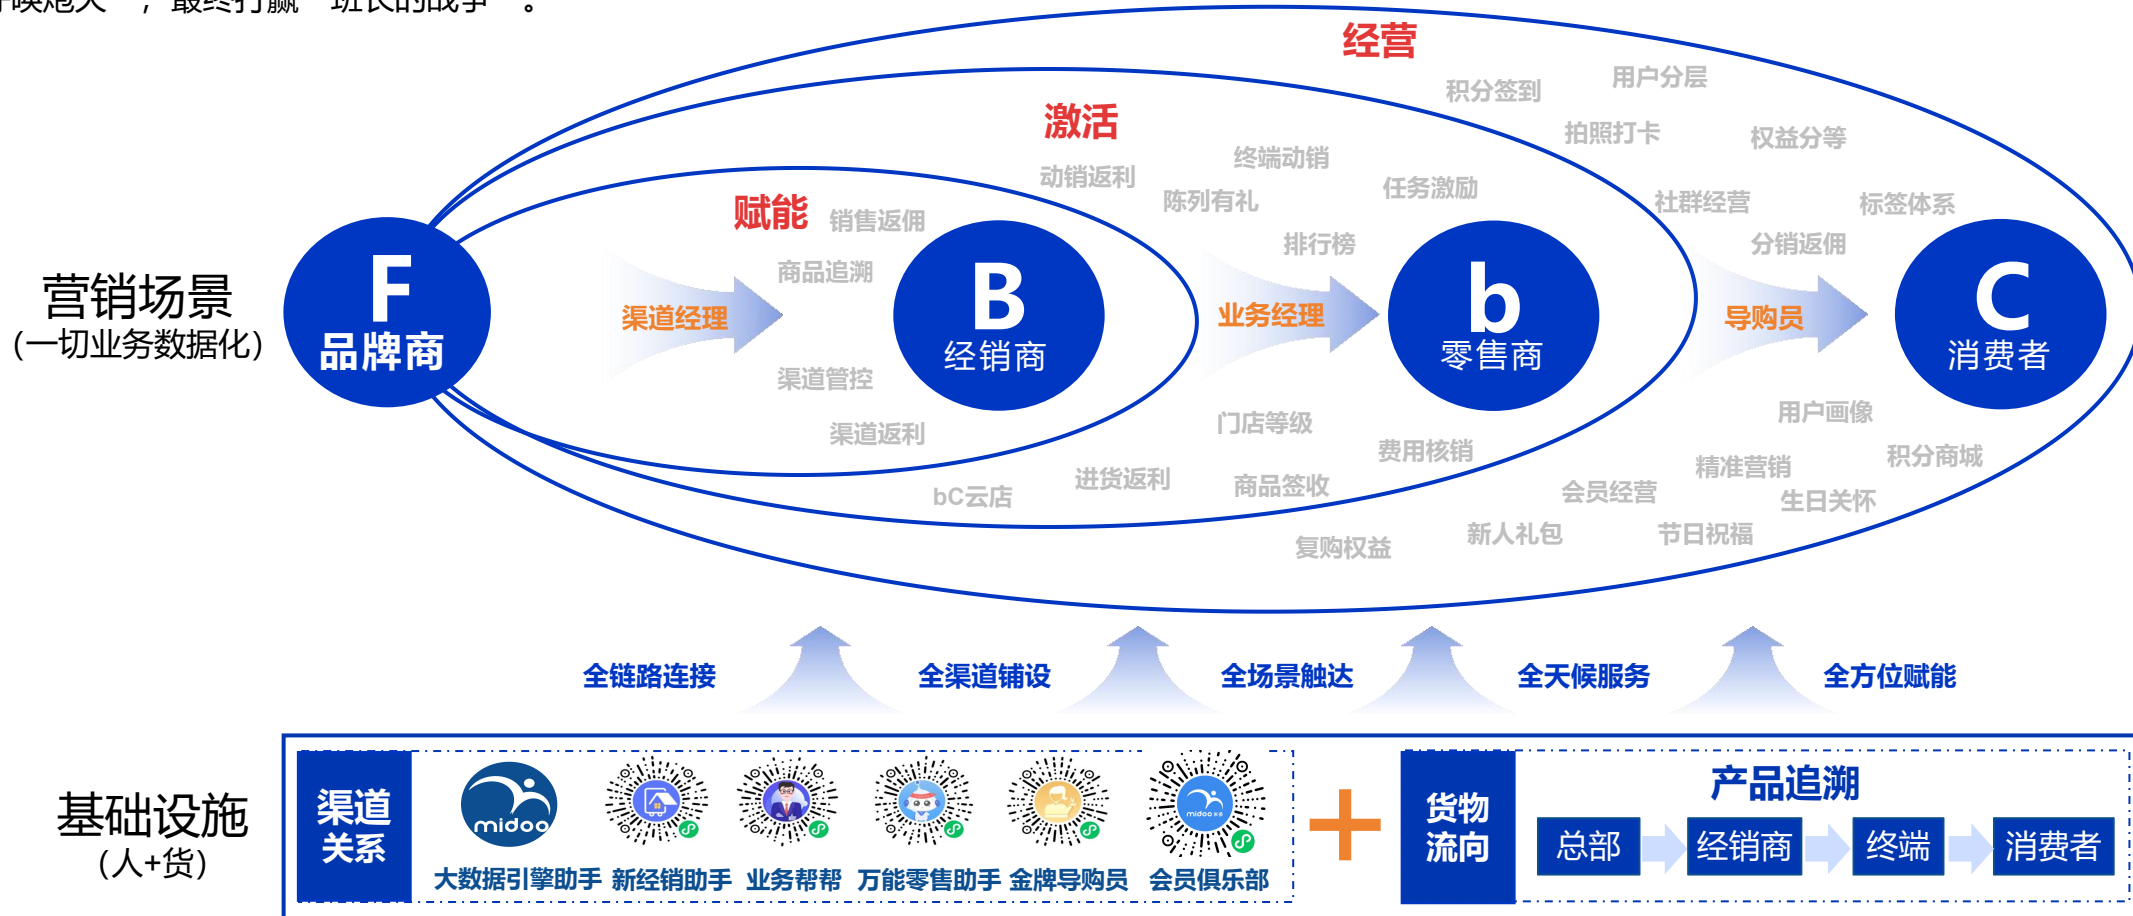 ，最终打赢“班长的战争”。
经营
积分签到
用户分层
激活
拍照打卡
权益分等
终端动销
动销返利
陈列有礼
任务激励
社群经营
标签体系
赋能
销售返佣
排行榜
分销返佣
商品追溯
营销场景
(一切业务数据化)
F
品牌商
渠道经理
B
经销商
业务经理
b
零售商
导购员
C
消费者
渠道管控
渠道返利
门店等级
用户画像
费用核销
精准营销
积分商城
进货返利
商品签收
bC云店
会员经营
生日关怀
新人礼包
节日祝福
复购权益
全链路连接
全渠道铺设
全场景触达
全天候服务
全方位赋能
基础设施
(人+货)
渠道
关系
midoo
大数据引擎助手
新经销助手
业务帮帮
万能零售助手
金牌导购员
midoo
会员俱乐部
+
货物
流向
产品追溯
总部
经销商
终端
消费者